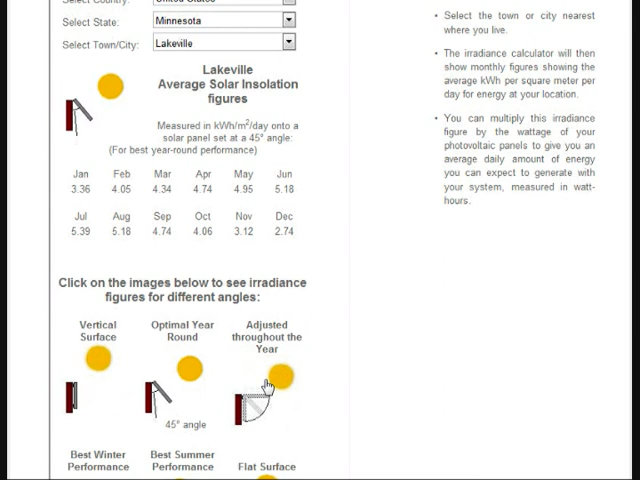 Select Country: United States
Select State: Minnesota
Select Town/City: Lakeville
Lakeville
Average Solar Insolation
figures
Measured in kWh/m2/day onto a
solar panel set at a 45° angle:
(For best year-round performance)
Jan Feb Mar Apr May Jun
3.36 4.05 4.34 4.74 4.95 5.18
Jul Aug Sep Oct Nov Dec
5.39 5.18 4.74 4.06 3.12 2.74
Click on the images below to see irradiance
figures for different angles:
Vertical
Surface
Optimal Year
Round
Adjusted
throughout the
Year
45° angle
Best Winter
Performance
Best Summer
Performance
Flat Surface
• Select the town or city nearest
where you live.
• The irradiance calculator will then
show monthly figures showing the
average kWh per square meter per
day for energy at your location.
• You can multiply this irradiance
figure by the wattage of your
photovoltaic panels to give you an
average daily amount of energy
you can expect to generate with
your system, measured in watt-
hours.